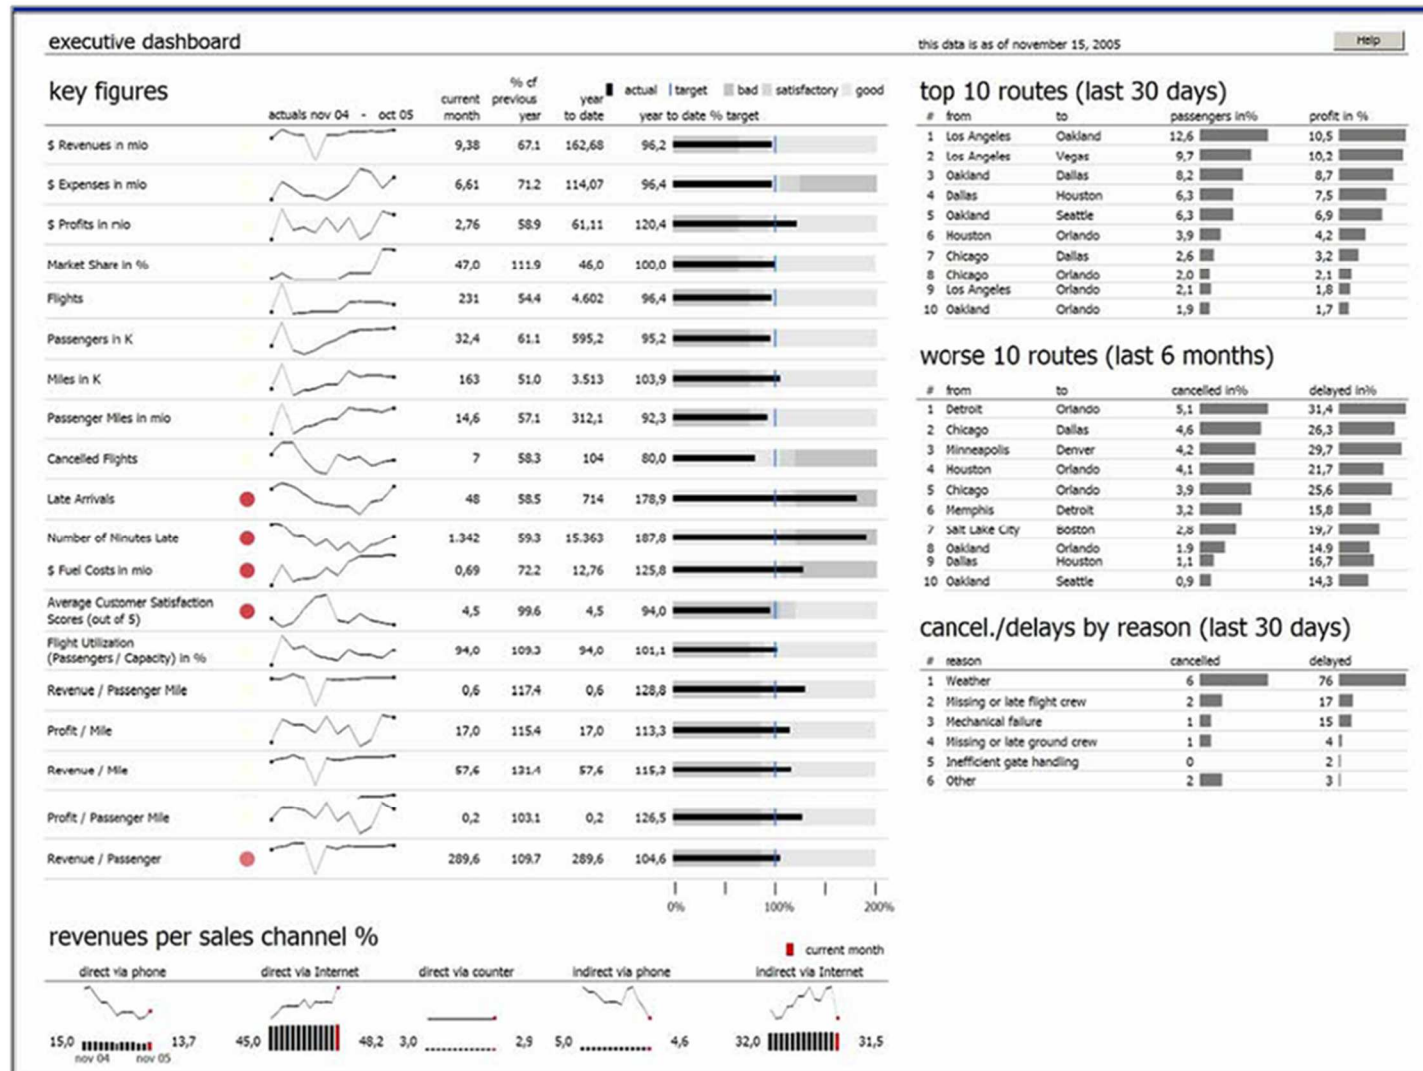 executive dashboard
this data is as of november 15, 2005
Help
key figures
actuals nov 04 - oct 05
current month
% cf previous year
year to date
year to date % target
actual target bad satisfactory good
$ Revenues in mio 9,38 67.1 162,68 96,2
$ Expenses in mio 6,61 71.2 114,07 96,4
$ Profits in mio 2,76 58.9 61,11 120,4
Market Share in % 47,0 111.9 46,0 100,0
Flights 231 54.4 4.602 96,4
Passengers in K 32,4 61.1 595,2 95,2
Miles in K 163 51.0 3.513 103,9
Passenger Miles in mio 14,6 57.1 312,1 92,3
Cancelled Flights 7 58.3 104 80,0
Late Arrivals 48 58.5 714 178,9
Number of Minutes Late 1.342 59.3 15.363 187,8
$ Fuel Costs in mio 0,69 72.2 12,76 125,8
Average Customer Satisfaction
Scores (out of 5) 4,5 99.6 4,5 94,0
Flight Utilization
(Passengers / Capacity) in % 94,0 109.3 94,0 101,1
Revenue / Passenger Mile 0,6 117.4 0,6 128,8
Profit / Mile 17,0 115.4 17,0 113,3
Revenue / Mile 57,6 131.4 57,6 115,3
Profit / Passenger Mile 0,2 103.1 0,2 126,5
Revenue / Passenger 289,6 109.7 289,6 104,6
0% 100% 200%
revenues per sales channel %
current month
direct via phone direct via Internet direct via counter indirect via phone indirect via Internet
15,0 13,7 45,0 48,2 3,0 2,9 5,0 4,6 32,0 31,5
nov 04 nov 05
top 10 routes (last 30 days)
# from to passengers in% profit in %
1 Los Angeles Oakland 12,6 10,5
2 Los Angeles Vegas 9,7 10,2
3 Oakland Dallas 8,2 8,7
4 Dallas Houston 6,3 7,5
5 Oakland Seattle 6,3 6,9
6 Houston Orlando 3,9 4,2
7 Chicago Dallas 2,6 3,2
8 Chicago Orlando 2,0 2,1
9 Los Angeles Orlando 2,1 1,8
10 Oakland Orlando 1,9 1,7
worse 10 routes (last 6 months)
# from to cancelled in% delayed in%
1 Detroit Orlando 5,1 31,4
2 Chicago Dallas 4,6 26,3
3 Minneapolis Denver 4,2 29,7
4 Houston Orlando 4,1 21,7
5 Chicago Orlando 3,9 25,6
6 Memphis Detroit 3,2 15,8
7 Salt Lake City Boston 2,8 19,7
8 Oakland Orlando 1,9 14,9
9 Dallas Houston 1,1 16,7
10 Oakland Seattle 0,9 14,3
cancel./delays by reason (last 30 days)
# reason cancelled delayed
1 Weather 6 76
2 Missing or late flight crew 2 17
3 Mechanical failure 1 15
4 Missing or late ground crew 1 4
5 Inefficient gate handling 0 2
6 Other 2 3